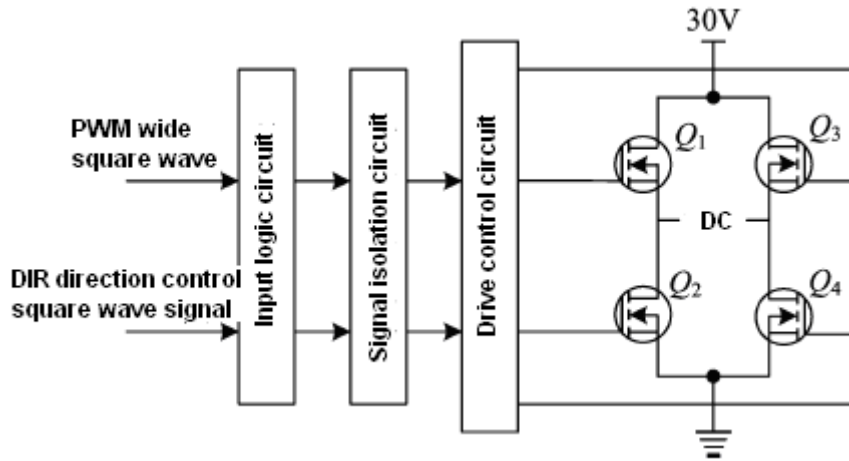 30V
PWM wide
square wave
DIR direction control
square wave signal
Input logic circuit
Signal isolation circuit
Drive control circuit
Q1
Q3
DC
Q2
Q4